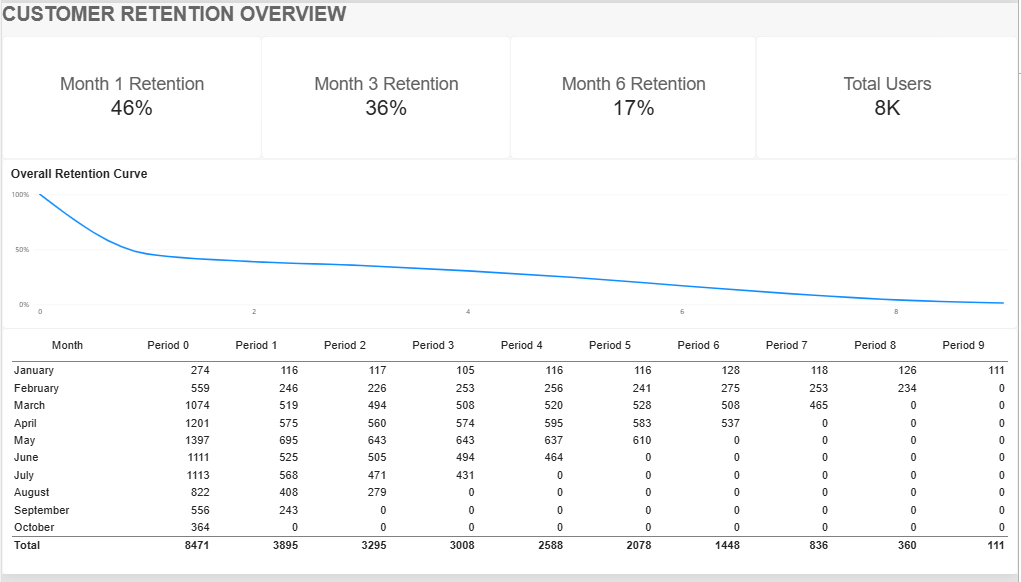 CUSTOMER RETENTION OVERVIEW
Month 1 Retention Month 3 Retention Month 6 Retention Total Users
46% 36% 17% 8K
Overall Retention Curve
100%
50%
0%
0 2 4 6 8
Month Period 0 Period 1 Period 2 Period 3 Period 4 Period 5 Period 6 Period 7 Period 8 Period 9
January 274 116 117 105 116 116 128 118 126 111
February 559 246 226 253 256 241 275 253 234 0
March 1074 519 494 508 520 528 508 465 0 0
April 1201 575 560 574 595 583 537 0 0 0
May 1397 695 643 643 637 610 0 0 0 0
June 1111 525 505 494 464 0 0 0 0 0
July 1113 568 471 431 0 0 0 0 0 0
August 822 408 279 0 0 0 0 0 0 0
September 556 243 0 0 0 0 0 0 0 0
October 364 0 0 0 0 0 0 0 0 0
Total 8471 3895 3295 3008 2588 2078 1448 836 360 111